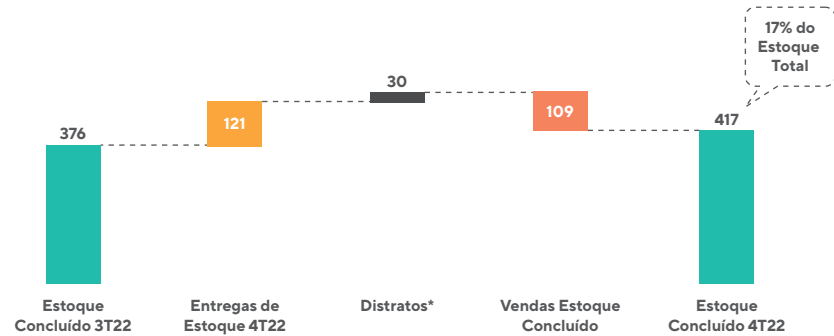 17% do
Estoque
Total
30
376
121
109
417
Estoque
Concluído 3T22
Entregas de
Estoque 4T22
Distratos*
Vendas Estoque
Concluído
Estoque
Concluído 4T22